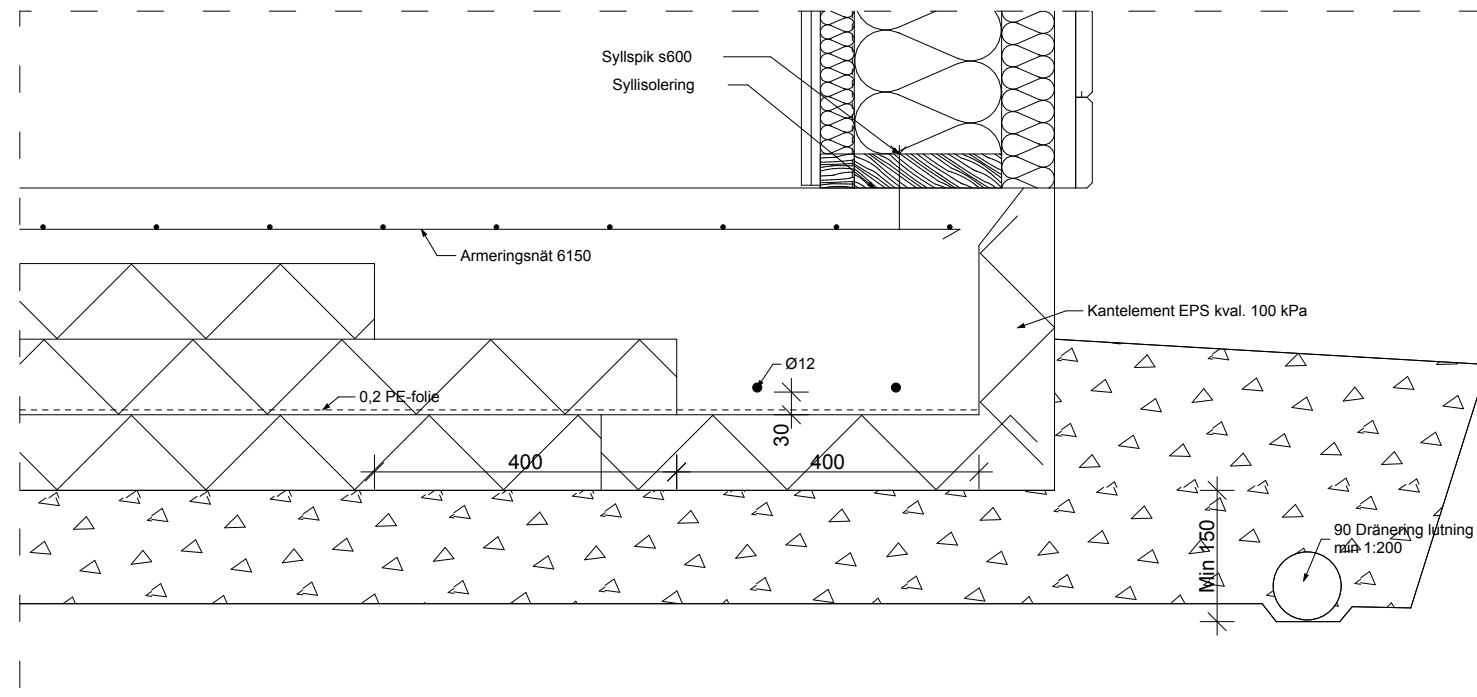 Syllspik s600
Syllisolering
Armeringsnät 6150
Kantelement EPS kval. 100 kPa
Ø12
0,2 PE-folie
30
400
400
Min 150
90 Dränering lutning
min 1:200